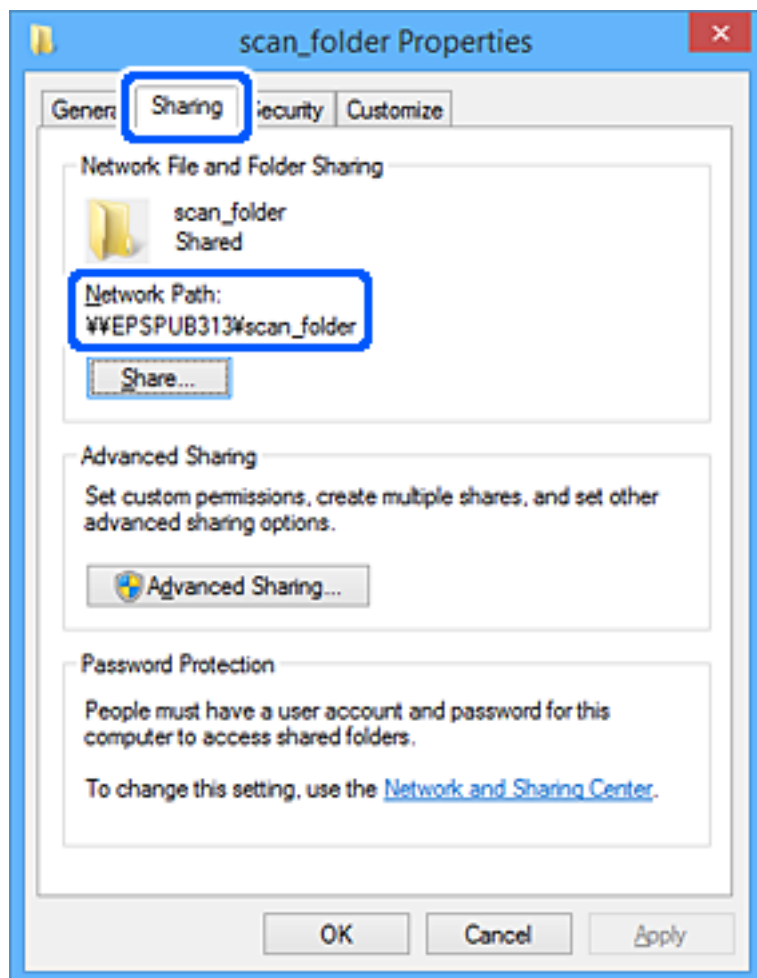 scan_folder Properties
Sharing
Customize
Network File and Folder Sharing
scan_folder
Shared
Network Path:
¥¥EPSPUB313¥scan_folder
Share...
Advanced Sharing
Set custom permissions, create multiple shares, and set other
advanced sharing options.
Advanced Sharing...
Password Protection
People must have a user account and password for this
computer to access shared folders.
To change this setting, use the Network and Sharing Center.
OK Cancel Apply